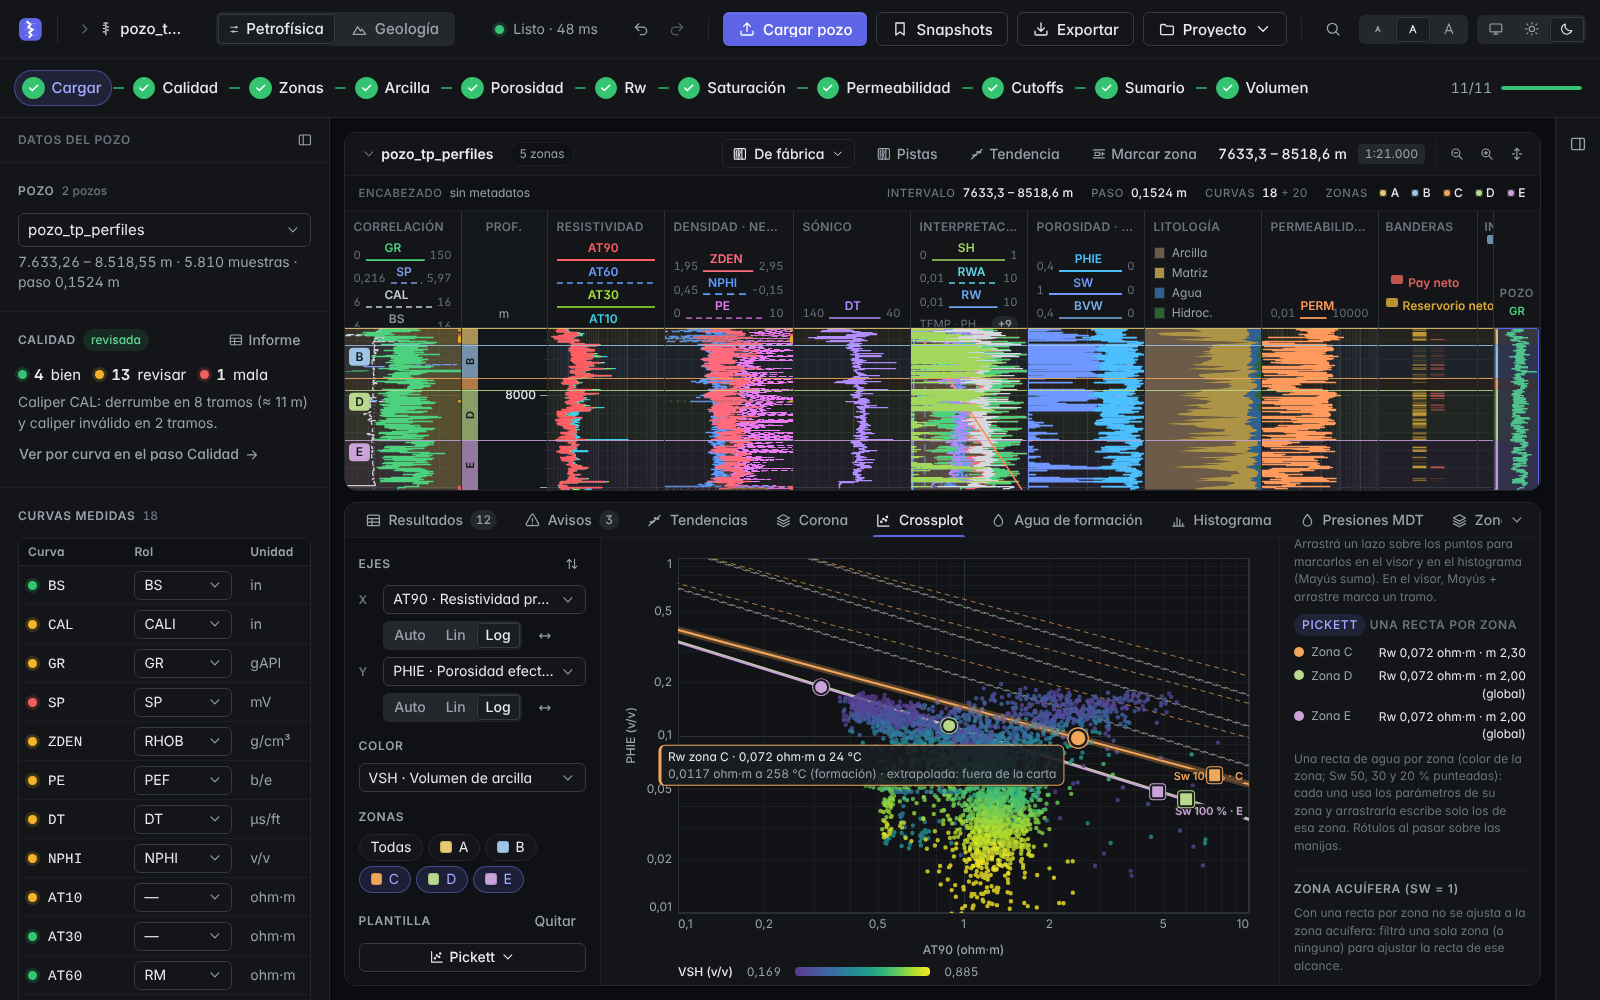 pozo_t...
Petrofísica
Geología
Listo · 48 ms
Cargar pozo
Snapshots
Exportar
Proyecto
A
A
A
Cargar
Calidad
Zonas
Arcilla
Porosidad
Rw
Saturación
Permeabilidad
Cutoffs
Sumario
Volumen
11/11
DATOS DEL POZO
POZO 2 pozos
pozo_tp_perfiles
7.633,26 – 8.518,55 m · 5.810 muestras ·
paso 0,1524 m
CALIDAD revisada
Informe
4 bien 13 revisar 1 mala
Caliper CAL: derrumbe en 8 tramos (≈ 11 m)
y caliper inválido en 2 tramos.
Ver por curva en el paso Calidad →
CURVAS MEDIDAS 18
Curva Rol Unidad
BS BS in
CAL CALI in
GR GR gAPI
SP SP mV
ZDEN RHOB g/cm³
PE PEF b/e
DT DT µs/ft
NPHI NPHI v/v
AT10 — ohm·m
AT30 — ohm·m
AT60 RM ohm·m
pozo_tp_perfiles
5 zonas
De fábrica
Pistas
Tendencia
Marcar zona
7633,3 – 8518,6 m
1:21.000
ENCABEZADO sin metadatos
INTERVALO 7633,3 – 8518,6 m
PASO 0,1524 m
CURVAS 18 + 20
ZONAS A B C D E
CORRELACIÓN
0 GR 150
0,216 SP 5,97
6 CAL 16
6 BS 16
PROF.
m
RESISTIVIDAD
AT90
AT60
AT30
AT10
DENSIDAD · NE...
1,95 ZDEN 2,95
0,45 NPHI -0,15
0 PE 10
SÓNICO
140 DT 40
INTERPRETAC...
0 SH 1
0,01 RWA 10
0,01 RW 10
TEMP · PH +9
POROSIDAD · ...
0,4 PHIE 0
1 SW 0
0,4 BVW 0
LITOLOGÍA
Arcilla
Matriz
Agua
Hidroc.
PERMEABILID...
0,01 PERM 10000
BANDERAS
Pay neto
Reservorio neto
POZO
GR
B
D
E
B
D
E
8000
Resultados 12
Avisos 3
Tendencias
Corona
Crossplot
Agua de formación
Histograma
Presiones MDT
EJES
X AT90 · Resistividad pr...
Auto Lin Log
Y PHIE · Porosidad efect...
Auto Lin Log
COLOR
VSH · Volumen de arcilla
ZONAS
Todas A B
C D E
PLANTILLA
Quitar
Pickett
PHIE (v/v)
1
0,5
0,2
0,1
0,05
0,02
0,01
0,1
0,2
0,5
1
2
5
10
AT90 (ohm·m)
VSH (v/v) 0,169 0,885
Rw zona C · 0,072 ohm·m a 24 °C
0,0117 ohm·m a 258 °C (formación) · extrapolada: fuera de la carta
Sw 100 % · E
Arrastrá un lazo sobre los puntos para
marcarlos en el visor y en el histograma
(Mayús suma). En el visor, Mayús +
arrastre marca un tramo.
PICKETT UNA RECTA POR ZONA
Zona C Rw 0,072 ohm·m · m 2,30
Zona D Rw 0,072 ohm·m · m 2,00
(global)
Zona E Rw 0,072 ohm·m · m 2,00
(global)
Una recta de agua por zona (color de la
zona; Sw 50, 30 y 20 % punteadas):
cada una usa los parámetros de su
zona y arrastrarla escribe solo los de
esa zona. Rótulos al pasar sobre las
manijas.
ZONA ACUÍFERA (SW = 1)
Con una recta por zona no se ajusta a la
zona acuífera: filtrá una sola zona (o
ninguna) para ajustar la recta de ese
alcance.